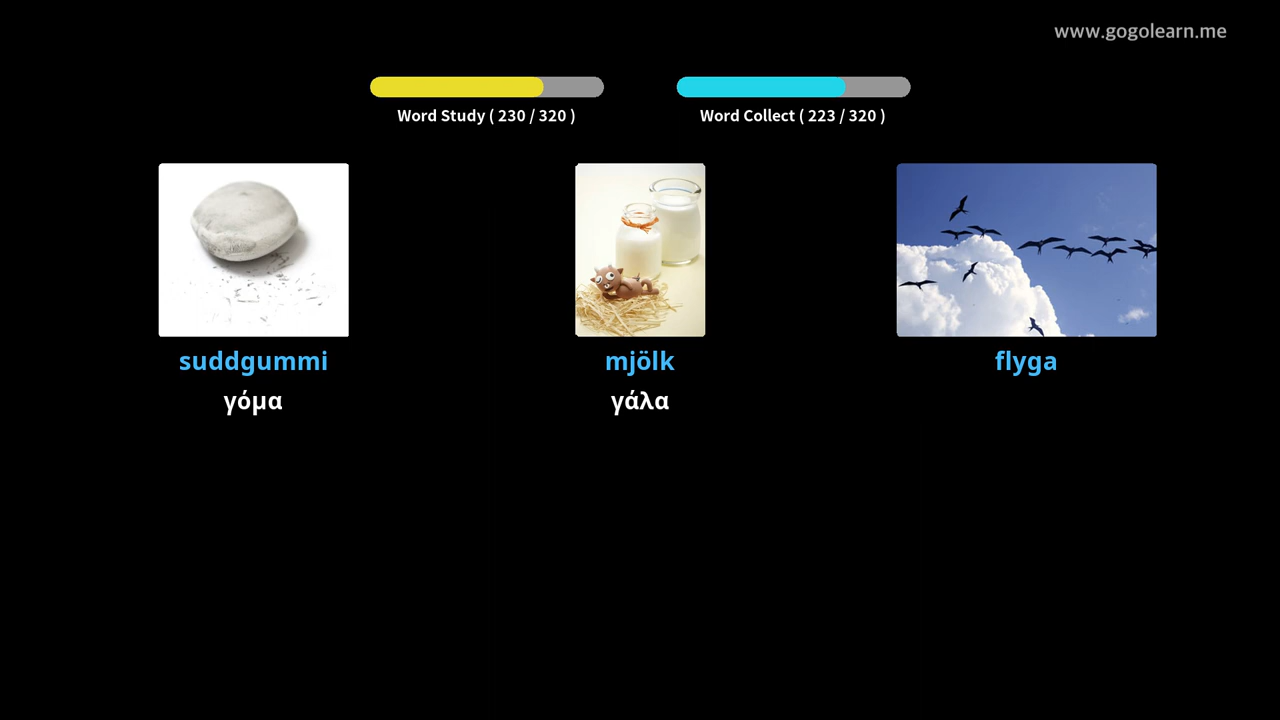 www.gogolearn.me
Word Study ( 230 / 320 )
Word Collect ( 223 / 320 )
suddgummi
γόμα
mjölk
γάλα
flyga